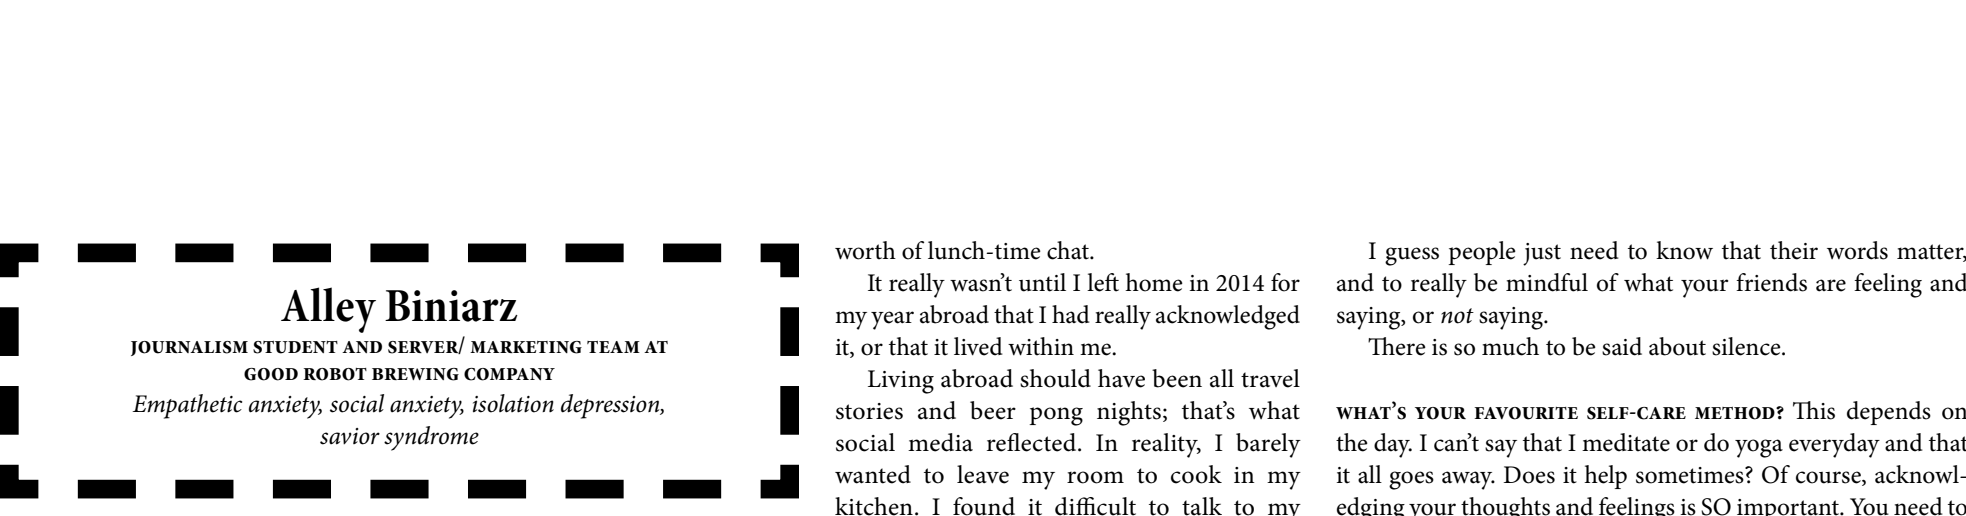 Alley Biniarz
JOURNALISM STUDENT AND SERVER/ MARKETING TEAM AT
GOOD ROBOT BREWING COMPANY
Empathetic anxiety, social anxiety, isolation depression,
savior syndrome
worth of lunch-time chat.
It really wasn't until I left home in 2014 for
my year abroad that I had really acknowledged
it, or that it lived within me.
Living abroad should have been all travel
stories and beer pong nights; that's what
social media reflected. In reality, I barely
wanted to leave my room to cook in my
kitchen. I found it difficult to talk to my
I guess people just need to know that their words matter,
and to really be mindful of what your friends are feeling and
saying, or not saying.
There is so much to be said about silence.
WHAT'S YOUR FAVOURITE SELF-CARE METHOD? This depends on
the day. I can't say that I meditate or do yoga everyday and that
it all goes away. Does it help sometimes? Of course, acknowl-
edging your thoughts and feelings is SO important. You need to